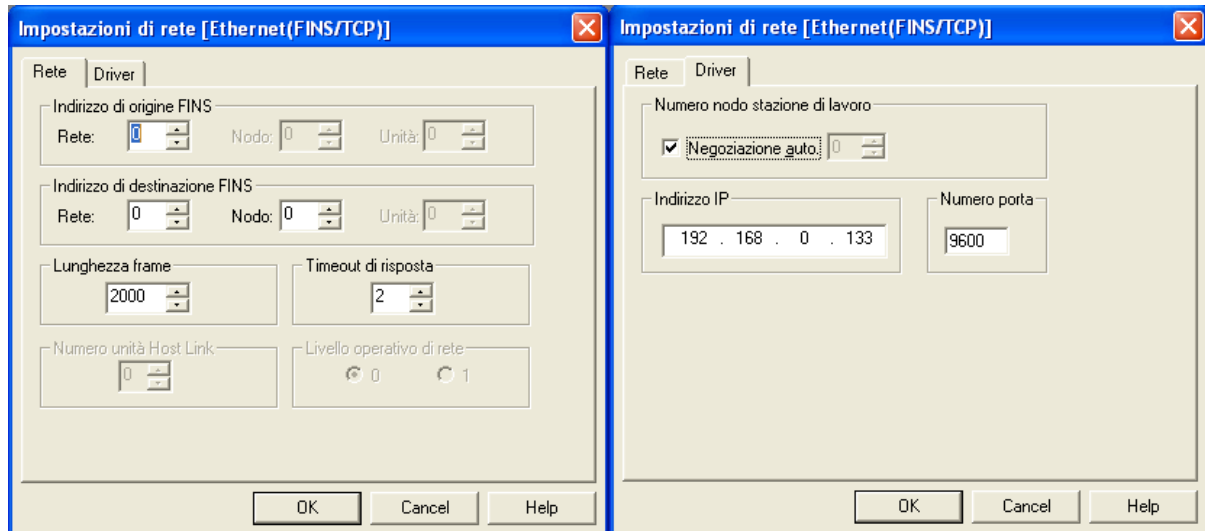 Impostazioni di rete [Ethernet(FINS/TCP)]
Rete Driver
Indirizzo di origine FINS
Rete: 0 Nodo: 0 Unità: 0
Indirizzo di destinazione FINS
Rete: 0 Nodo: 0 Unità: 0
Lunghezza frame Timeout di risposta
2000 2
Numero unità Host Link Livello operativo di rete
0 0 1
OK Cancel Help
Impostazioni di rete [Ethernet(FINS/TCP)]
Rete Driver
Numero nodo stazione di lavoro
Negoziazione auto. 0
Indirizzo IP Numero porta
192 . 168 . 0 . 133 9600
OK Cancel Help